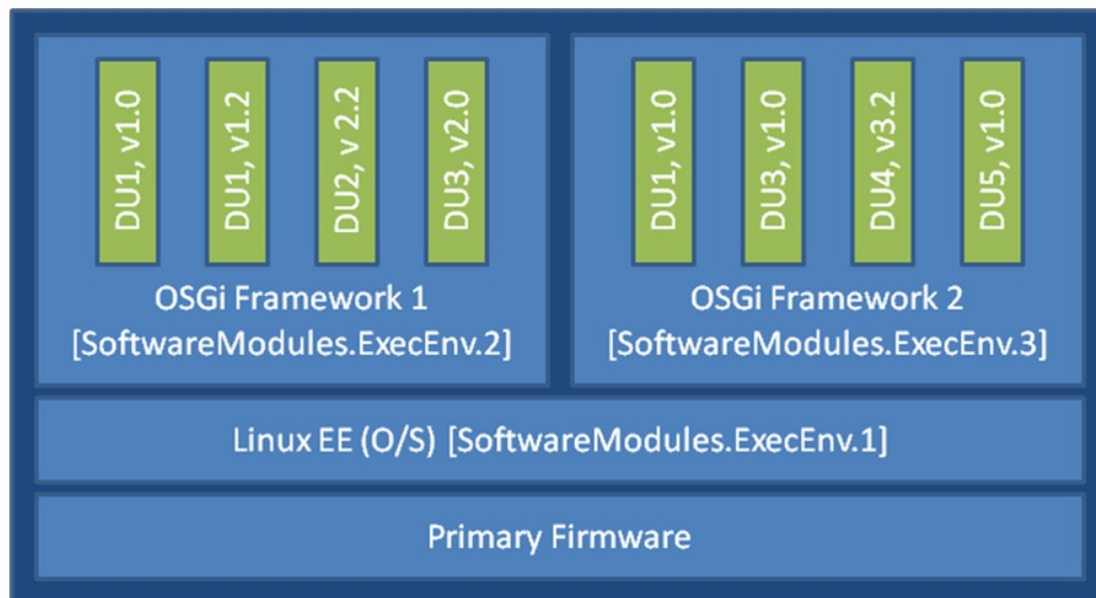 DU1, v1.0
DU1, v1.2
DU2, v 2.2
DU3, v2.0
OSGi Framework 1
[SoftwareModules.ExecEnv.2]
DU1, v1.0
DU3, v1.0
DU4, v3.2
DU5, v1.0
OSGi Framework 2
[SoftwareModules.ExecEnv.3]
Linux EE (O/S) [SoftwareModules.ExecEnv.1]
Primary Firmware